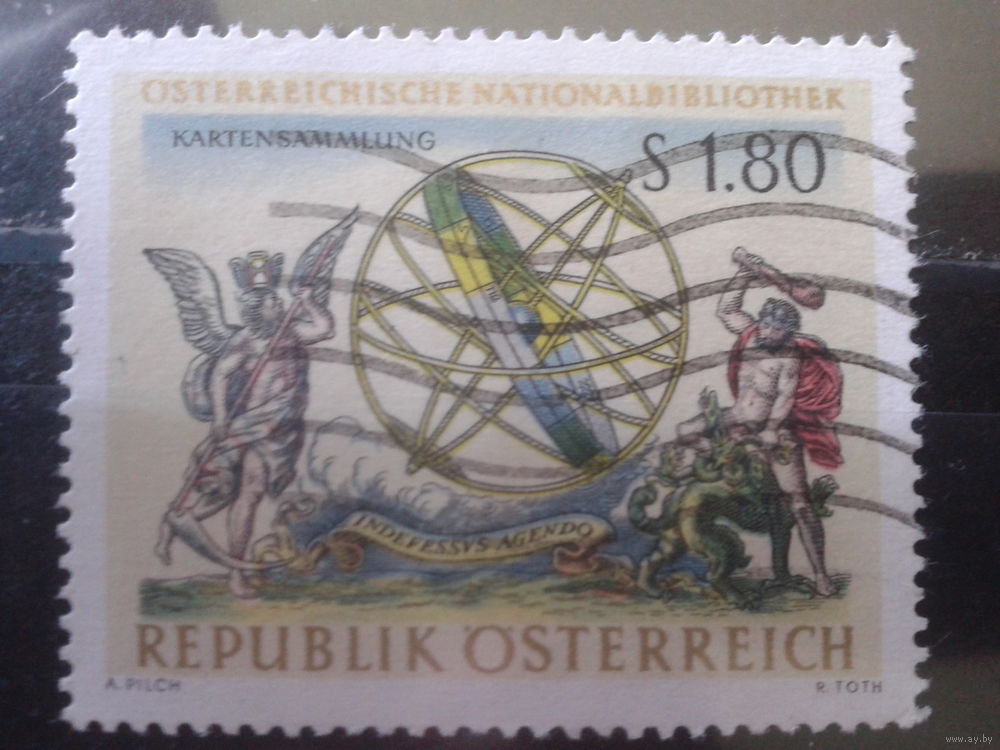 ÖSTERREICHISCHE NATIONALBIBLIOTHEK
KARTENSAMMLUNG
S 1.80
INDEFESSVS AGENDO
REPUBLIK ÖSTERREICH
A. PILCH
R. TOTH
www.ay.by